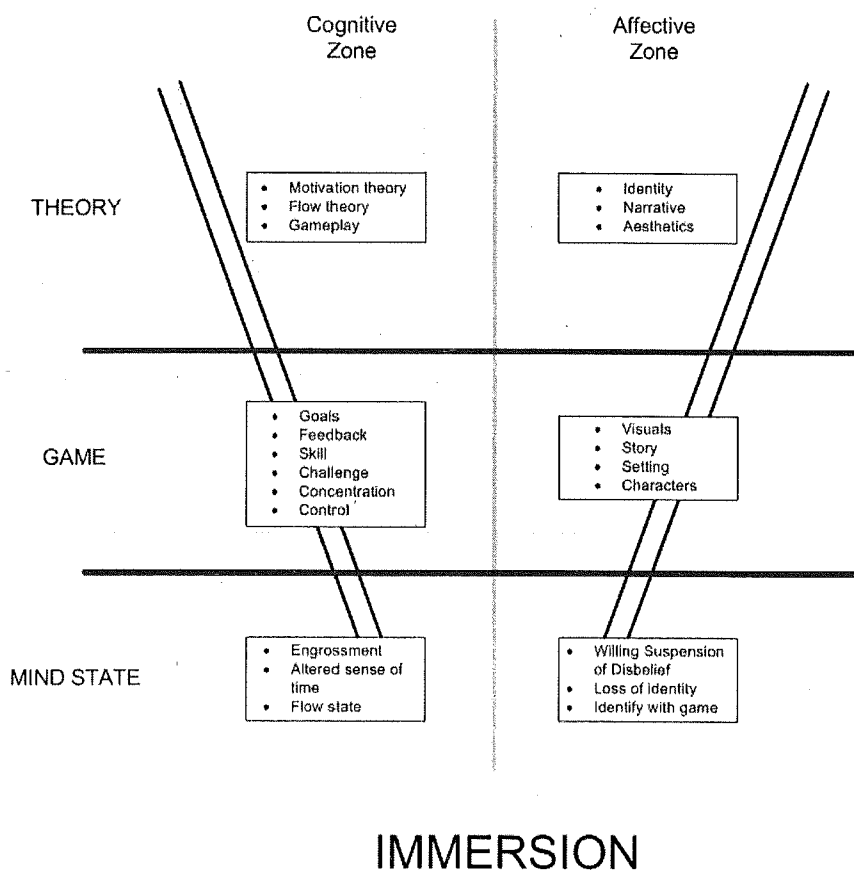 Cognitive
Zone
Affective
Zone
THEORY
• Motivation theory
• Flow theory
• Gameplay
• Identity
• Narrative
• Aesthetics
GAME
• Goals
• Feedback
• Skill
• Challenge
• Concentration
• Control
• Visuals
• Story
• Setting
• Characters
MIND STATE
• Engrossment
• Altered sense of
time
• Flow state
• Willing Suspension
of Disbelief
• Loss of identity
• Identify with game
IMMERSION